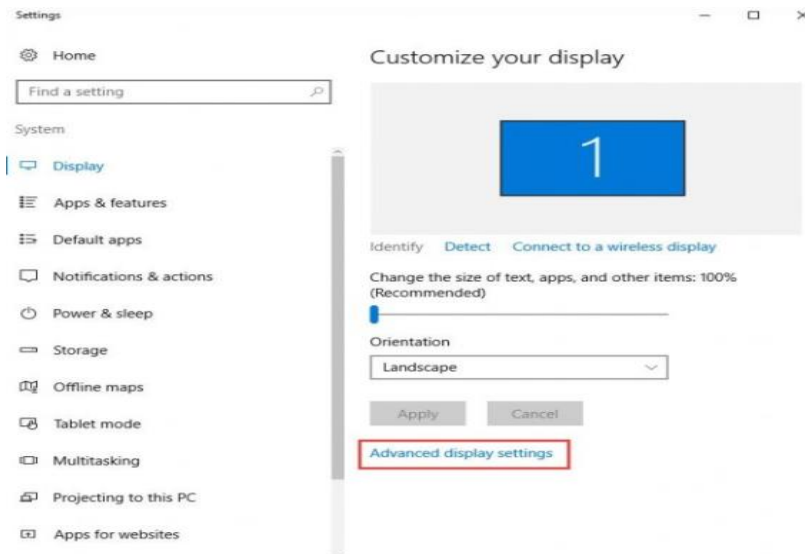 Settings
Home
Find a setting
System
Display
Apps & features
Default apps
Notifications & actions
Power & sleep
Storage
Offline maps
Tablet mode
Multitasking
Projecting to this PC
Apps for websites
Customize your display
1
Identify Detect Connect to a wireless display
Change the size of text, apps, and other items: 100%
(Recommended)
Orientation
Landscape
Apply Cancel
Advanced display settings